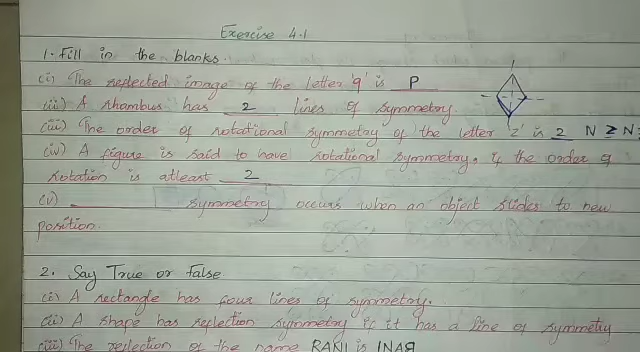 Exercise 4.1
1. Fill in the blanks.
(i) The reflected image of the letter 'q' is P
(ii) A rhombus has 2 lines of symmetry.
(iii) The order of rotational symmetry of the letter 'z' is 2 N Z N
(iv) A figure is said to have rotational symmetry, if the order of
rotation is atleast 2
(v) ______ symmetry occurs when an object slides to new
position.
2. Say True or False
(i) A rectangle has four lines of symmetry.
(ii) A shape has reflection symmetry if it has a line of symmetry
(iii) The reflection of the name RANI is INAЯ